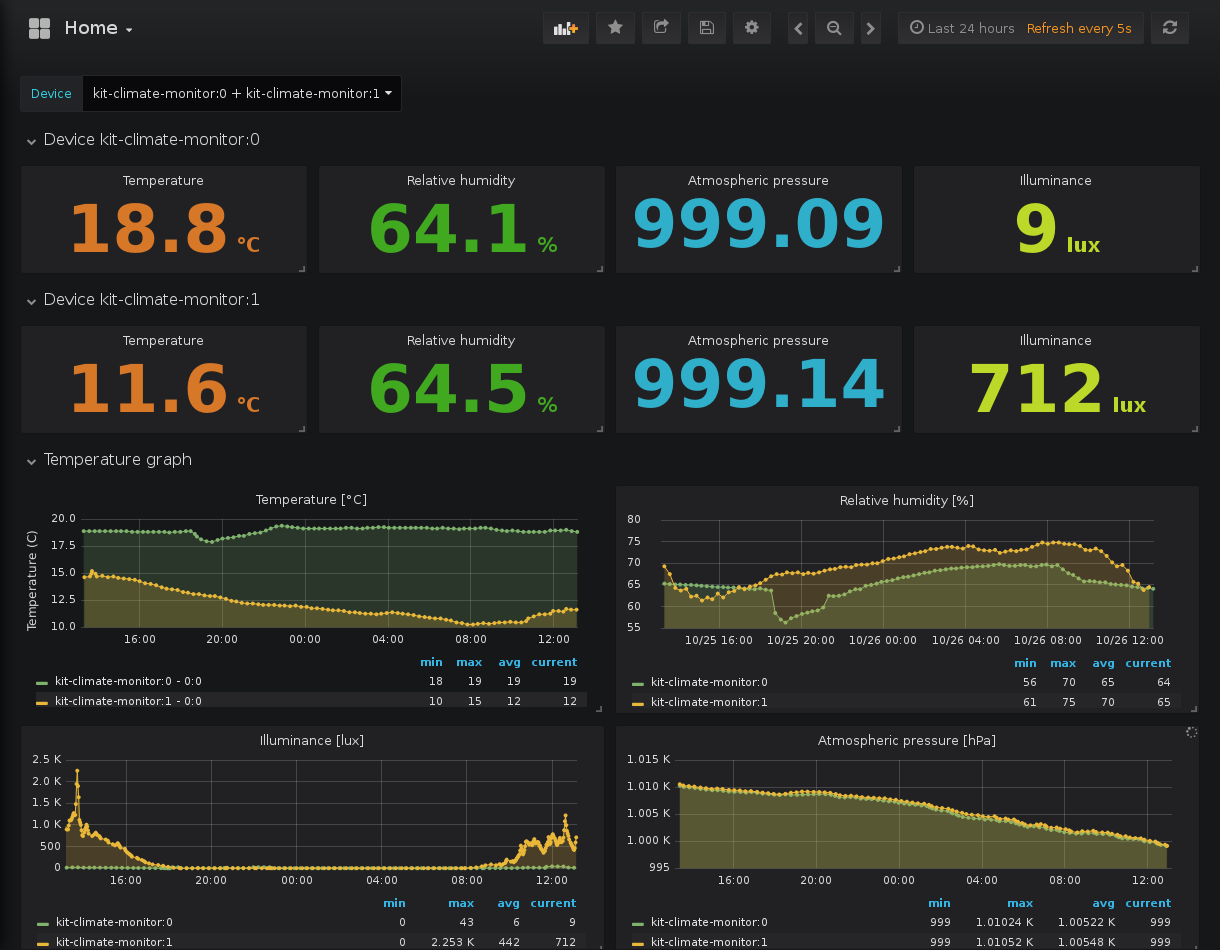 Home
Last 24 hours Refresh every 5s
Device kit-climate-monitor:0 + kit-climate-monitor:1
Device kit-climate-monitor:0
Temperature Relative humidity Atmospheric pressure Illuminance
18.8 °C 64.1 % 999.09 9 lux
Device kit-climate-monitor:1
Temperature Relative humidity Atmospheric pressure Illuminance
11.6 °C 64.5 % 999.14 712 lux
Temperature graph
Temperature [°C]
Temperature (C)
20.0
17.5
15.0
12.5
10.0
16:00 20:00 00:00 04:00 08:00 12:00
min max avg current
kit-climate-monitor:0 - 0:0 18 19 19 19
kit-climate-monitor:1 - 0:0 10 15 12 12
Relative humidity [%]
80
75
70
65
60
55
10/25 16:00 10/25 20:00 10/26 00:00 10/26 04:00 10/26 08:00 10/26 12:00
min max avg current
kit-climate-monitor:0 56 70 65 64
kit-climate-monitor:1 61 75 70 65
Illuminance [lux]
2.5 K
2.0 K
1.5 K
1.0 K
500
0
16:00 20:00 00:00 04:00 08:00 12:00
min max avg current
kit-climate-monitor:0 0 43 6 9
kit-climate-monitor:1 0 2.253 K 442 712
Atmospheric pressure [hPa]
1.015 K
1.010 K
1.005 K
1.000 K
995
16:00 20:00 00:00 04:00 08:00 12:00
min max avg current
kit-climate-monitor:0 999 1.01024 K 1.00522 K 999
kit-climate-monitor:1 999 1.01052 K 1.00548 K 999